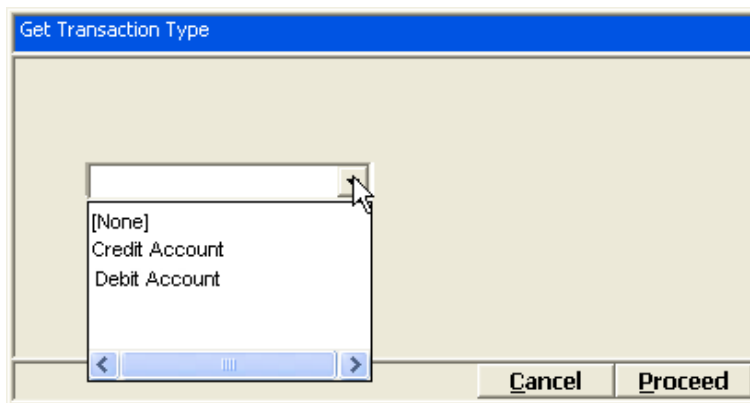 Get Transaction Type
[None]
Credit Account
Debit Account
Cancel Proceed